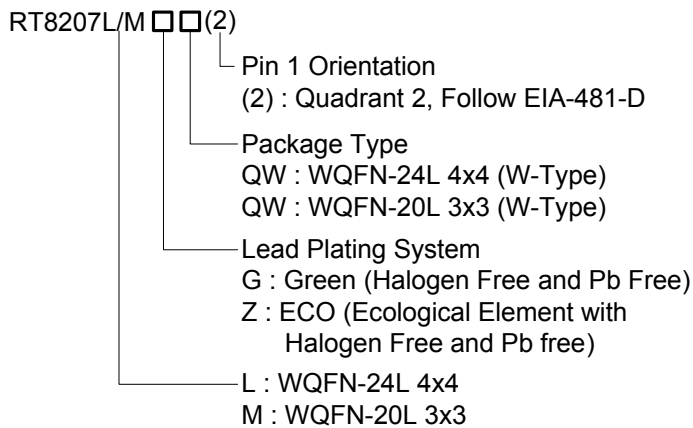 RT8207L/M □ □ (2)
Pin 1 Orientation
(2) : Quadrant 2, Follow EIA-481-D
Package Type
QW : WQFN-24L 4x4 (W-Type)
QW : WQFN-20L 3x3 (W-Type)
Lead Plating System
G : Green (Halogen Free and Pb Free)
Z : ECO (Ecological Element with
Halogen Free and Pb free)
L : WQFN-24L 4x4
M : WQFN-20L 3x3